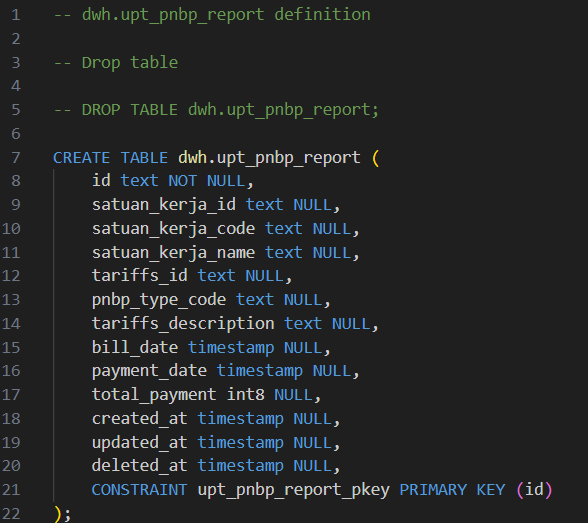 1 -- dwh.upt_pnbp_report definition
2
3 -- Drop table
4
5 -- DROP TABLE dwh.upt_pnbp_report;
6
7 CREATE TABLE dwh.upt_pnbp_report (
8 id text NOT NULL,
9 satuan_kerja_id text NULL,
10 satuan_kerja_code text NULL,
11 satuan_kerja_name text NULL,
12 tariffs_id text NULL,
13 pnbp_type_code text NULL,
14 tariffs_description text NULL,
15 bill_date timestamp NULL,
16 payment_date timestamp NULL,
17 total_payment int8 NULL,
18 created_at timestamp NULL,
19 updated_at timestamp NULL,
20 deleted_at timestamp NULL,
21 CONSTRAINT upt_pnbp_report_pkey PRIMARY KEY (id)
22 );